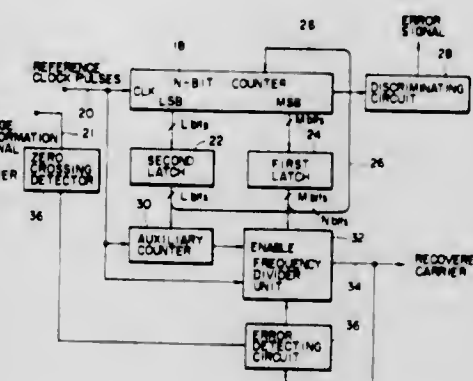 ERROR
SIGNAL
28
28
18
REFERENCE
CLOCK PULSES
N-BIT COUNTER
CLK
LSB
MSB
DISCRIMINATING
CIRCUIT
20
21
L bits
M bits
22
24
26
ZERO
CROSSING
DETECTOR
SECOND
LATCH
FIRST
LATCH
L bits
M bits
N bits
36
30
32
AUXILIARY
COUNTER
ENABLE
FREQUENCY
DIVIDER
UNIT
RECOVERE
CARRIER
34
36
ERROR
DETECTING
CIRCUIT